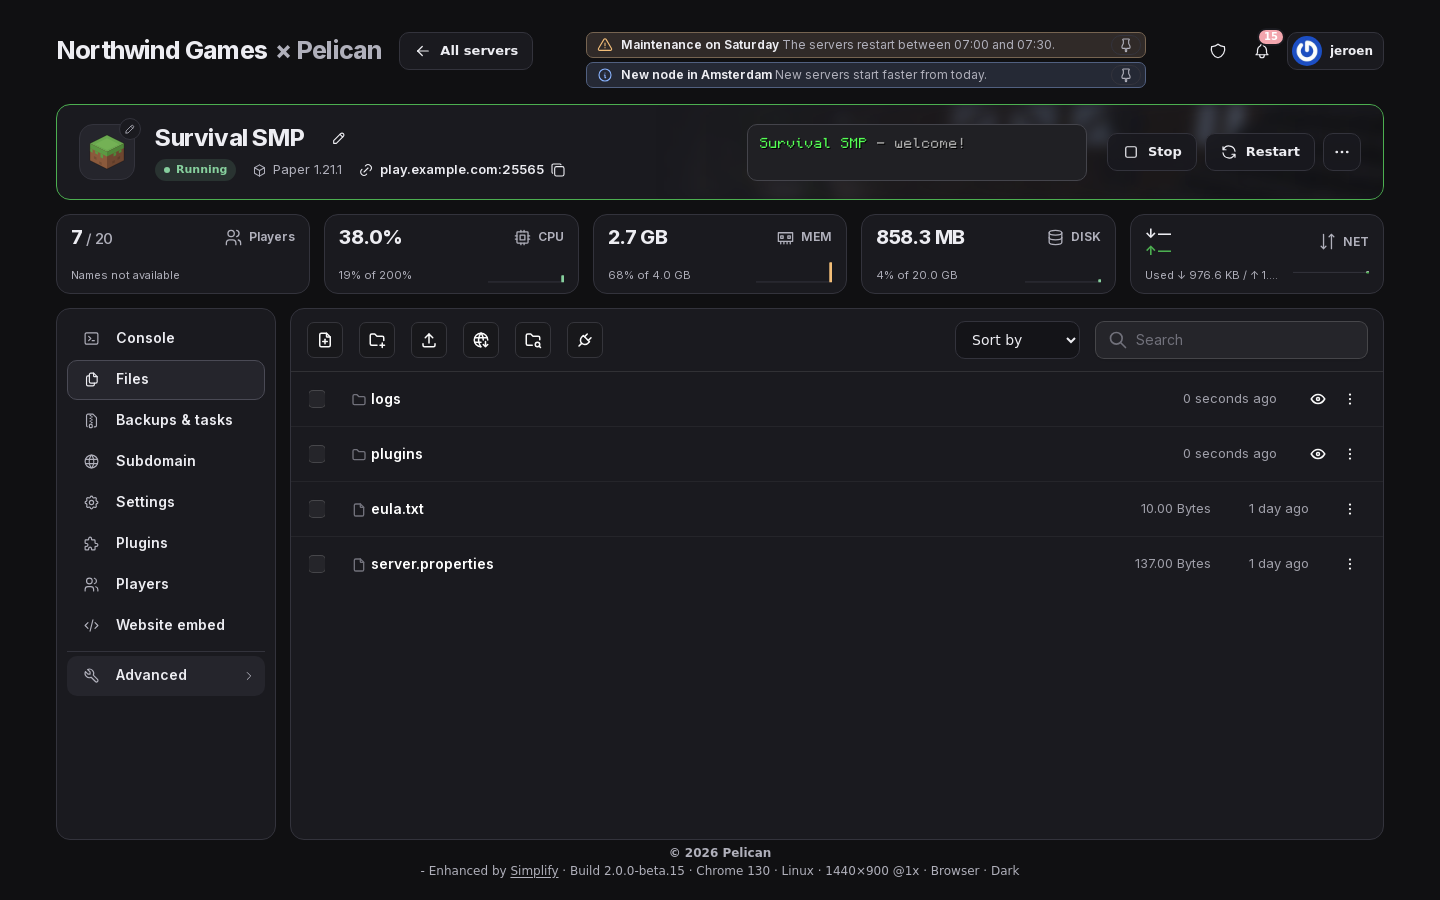 Northwind Games × Pelican
All servers
Maintenance on Saturday The servers restart between 07:00 and 07:30.
New node in Amsterdam New servers start faster from today.
15
jeroen
Survival SMP
Running
Paper 1.21.1
play.example.com:25565
Survival SMP - welcome!
Stop
Restart
7 / 20
Players
Names not available
38.0%
CPU
19% of 200%
2.7 GB
MEM
68% of 4.0 GB
858.3 MB
DISK
4% of 20.0 GB
↓—
↑—
NET
Used ↓ 976.6 KB / ↑ 1....
Console
Files
Backups & tasks
Subdomain
Settings
Plugins
Players
Website embed
Advanced
Sort by
Search
logs
0 seconds ago
plugins
0 seconds ago
eula.txt
10.00 Bytes
1 day ago
server.properties
137.00 Bytes
1 day ago
© 2026 Pelican
- Enhanced by Simplify · Build 2.0.0-beta.15 · Chrome 130 · Linux · 1440×900 @1x · Browser · Dark